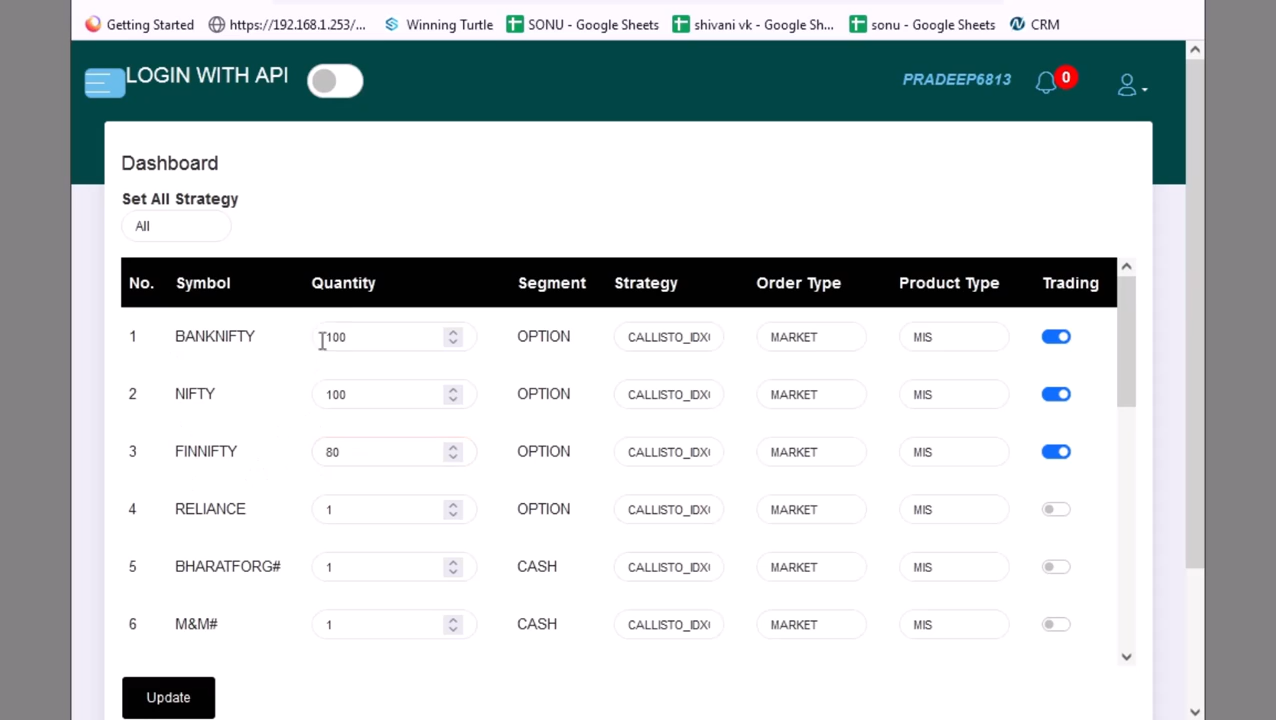 Getting Started https://192.168.1.253/... Winning Turtle SONU - Google Sheets shivani vk - Google Sh... sonu - Google Sheets CRM
LOGIN WITH API PRADEEP6813 0
Dashboard
Set All Strategy
All
No. Symbol Quantity Segment Strategy Order Type Product Type Trading
1 BANKNIFTY 100 OPTION CALLISTO_IDX MARKET MIS
2 NIFTY 100 OPTION CALLISTO_IDX MARKET MIS
3 FINNIFTY 80 OPTION CALLISTO_IDX MARKET MIS
4 RELIANCE 1 OPTION CALLISTO_IDX MARKET MIS
5 BHARATFORG# 1 CASH CALLISTO_IDX MARKET MIS
6 M&M# 1 CASH CALLISTO_IDX MARKET MIS
Update